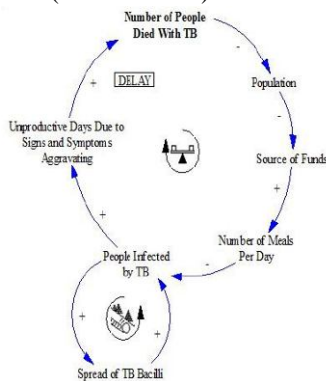 Number of People
Died With TB
-
Population
+
DELAY
-
Unproductive Days Due to
Signs and Symptoms
Aggravating
Source of Funds
+
+
Number of Meals
Per Day
People Infected
by TB
-
+
+
Spread of TB Bacilli